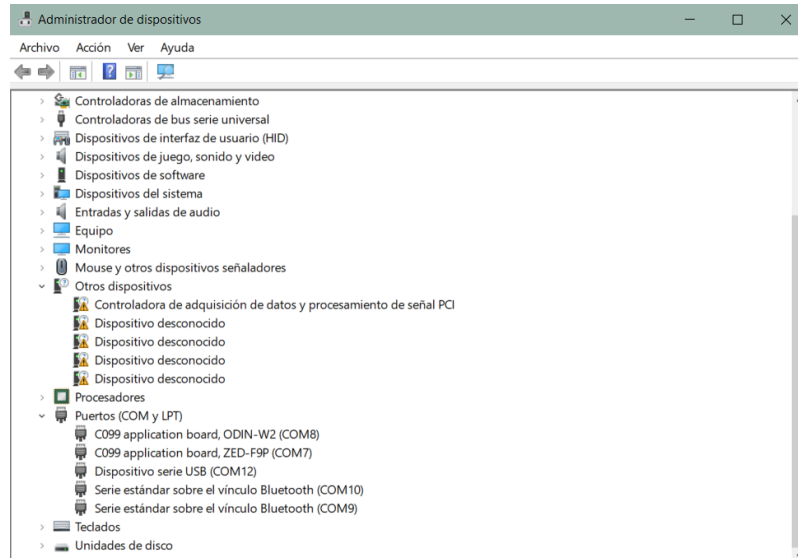 Administrador de dispositivos
Archivo Acción Ver Ayuda
Controladoras de almacenamiento
Controladoras de bus serie universal
Dispositivos de interfaz de usuario (HID)
Dispositivos de juego, sonido y video
Dispositivos de software
Dispositivos del sistema
Entradas y salidas de audio
Equipo
Monitores
Mouse y otros dispositivos señaladores
Otros dispositivos
Controladora de adquisición de datos y procesamiento de señal PCI
Dispositivo desconocido
Dispositivo desconocido
Dispositivo desconocido
Dispositivo desconocido
Procesadores
Puertos (COM y LPT)
C099 application board, ODIN-W2 (COM8)
C099 application board, ZED-F9P (COM7)
Dispositivo serie USB (COM12)
Serie estándar sobre el vínculo Bluetooth (COM10)
Serie estándar sobre el vínculo Bluetooth (COM9)
Teclados
Unidades de disco